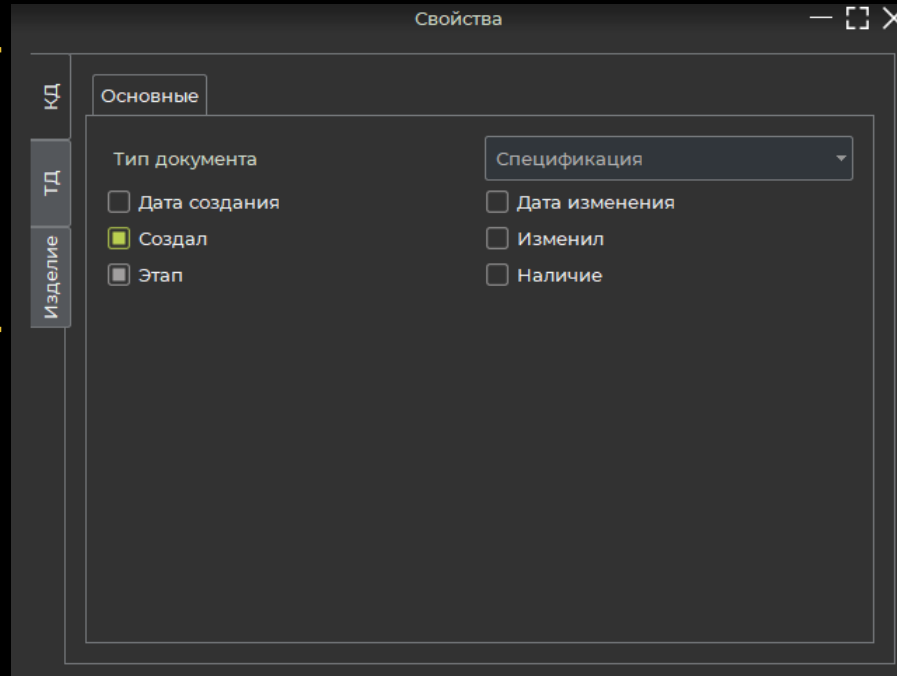 Свойства
КД
ТД
Изделие
Основные
Тип документа
Спецификация
Дата создания
Дата изменения
Создал
Изменил
Этап
Наличие